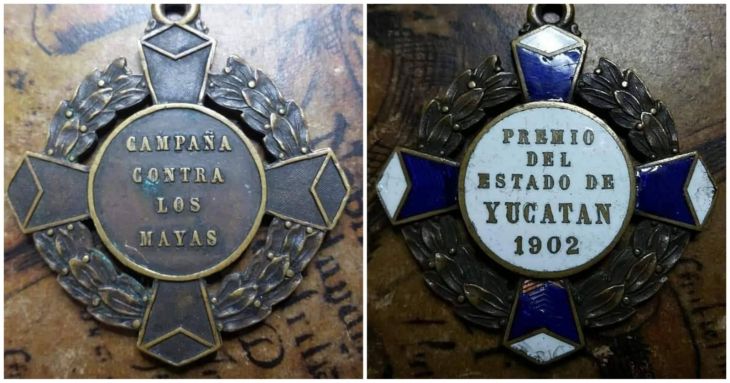 CAMPAÑA
CONTRA
LOS
MAYAS
PREMIO
DEL
ESTADO DE
YUCATAN
1902